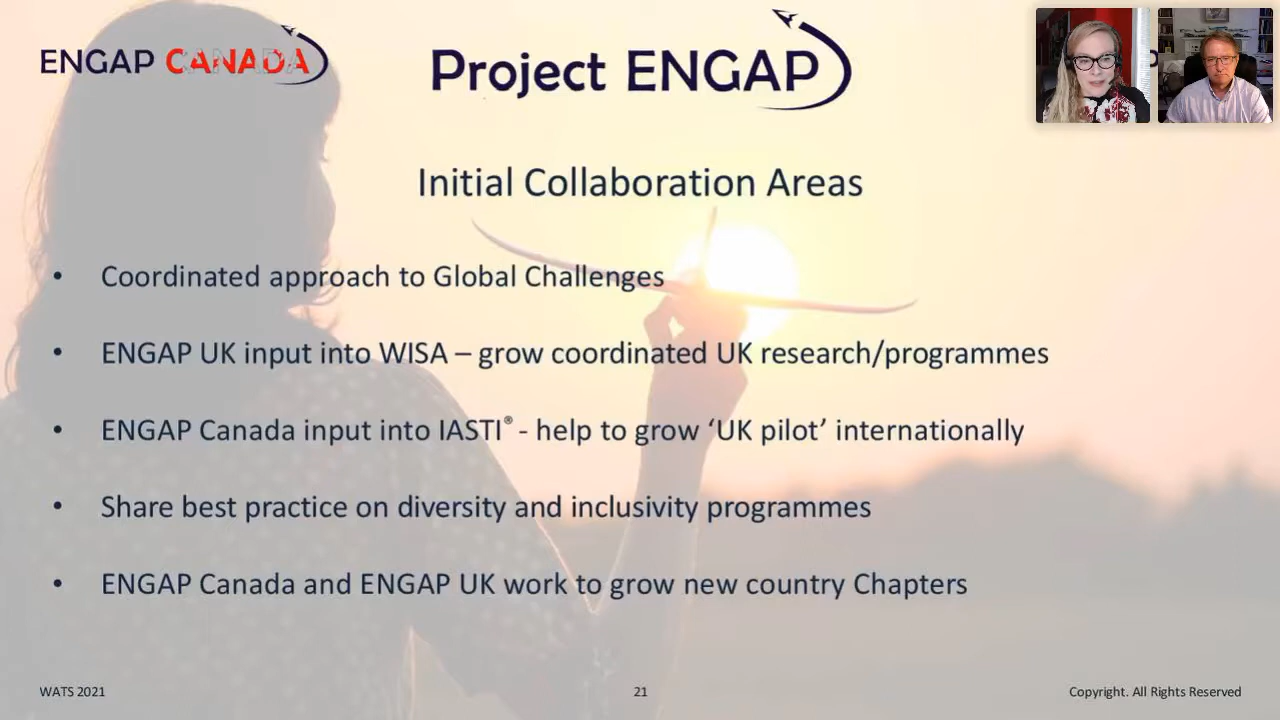 ENGAP CANADA
Project ENGAP
Initial Collaboration Areas
• Coordinated approach to Global Challenges
• ENGAP UK input into WISA – grow coordinated UK research/programmes
• ENGAP Canada input into IASTI® - help to grow ‘UK pilot’ internationally
• Share best practice on diversity and inclusivity programmes
• ENGAP Canada and ENGAP UK work to grow new country Chapters
WATS 2021
21
Copyright. All Rights Reserved